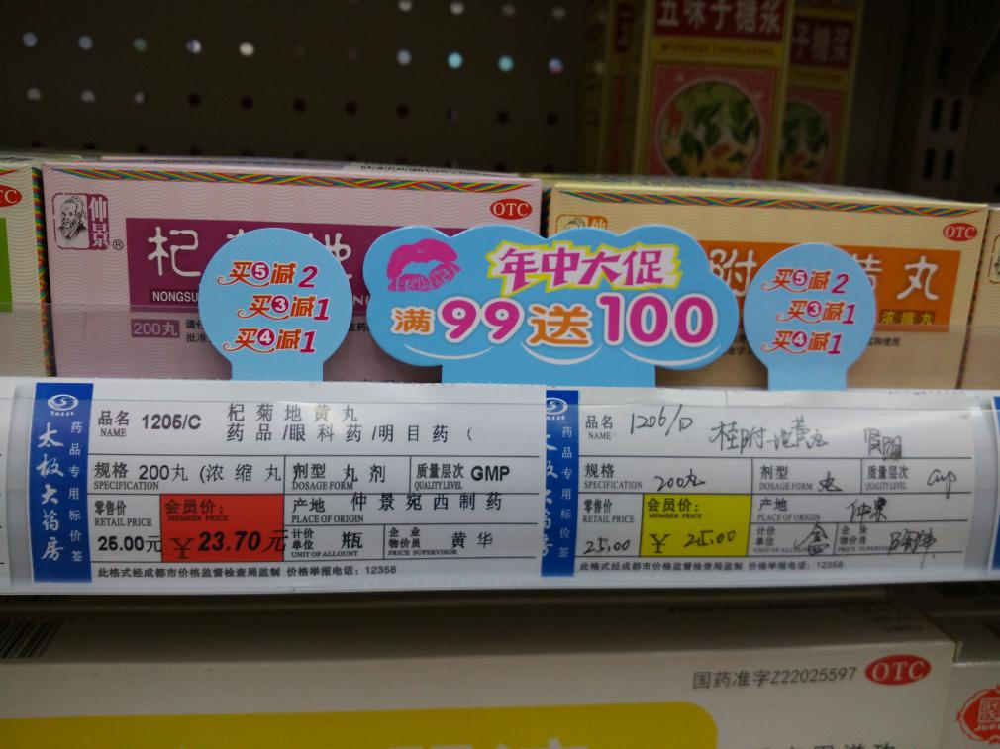 五味子糖浆
WUWEIZI TANGJIANG
子糖浆
OTC
仲景
®
杞
OTC
200丸
附
黄丸
OTC
浓缩丸
买5减2
买3减1
买4减1
年中大促
满99送100
买5减2
买3减1
买4减1
TAIJI
太极大药房
药品专用标价签
品名 1205/C 杞菊地黄丸
NAME 药品/眼科药/明目药(
规格 200丸(浓缩丸 剂型 丸剂 质量层次 GMP
SPECIFICATION DOSAGE FORM QUALITY LEVEL
零售价 会员价: 产地 仲景宛西制药
RETAIL PRICE MEMBER PRICE PLACE OF ORIGIN
25.00元 ¥23.70元 计价单位 瓶 企业物价员 黄华
UNIT OF ALLOUNT PRICE SUPERVISOR
此格式经成都市价格监督检查局监制 价格举报电话:12358
太极大药房
药品专用标价签
品名 1206/D 桂附地黄丸 肾阳
NAME
规格 200丸 剂型 丸 质量层次 GMP
SPECIFICATION DOSAGE FORM QUALITY LEVEL
零售价 会员价: 产地 仲景
RETAIL PRICE MEMBER PRICE PLACE OF ORIGIN
25.00 ¥25.00 计价单位 盒 企业物价员
UNIT OF ALLOUNT PRICE SUPERVISOR
此格式经成都市价格监督检查局监制 价格举报电话:12358
国药准字Z22025597 OTC